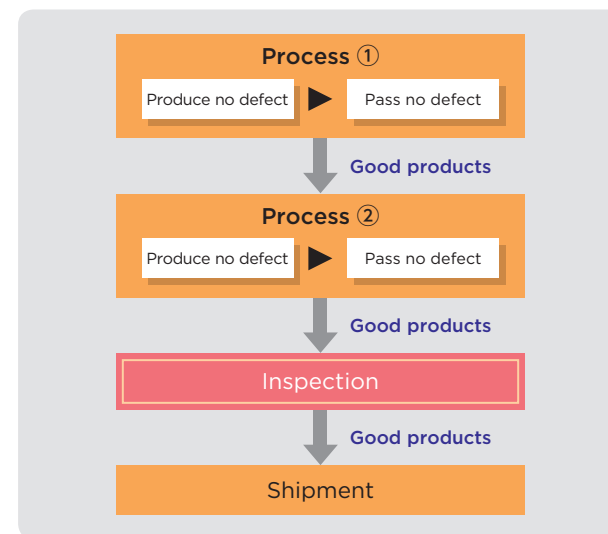 Process ①
Produce no defect ▶ Pass no defect
Good products
Process ②
Produce no defect ▶ Pass no defect
Good products
Inspection
Good products
Shipment